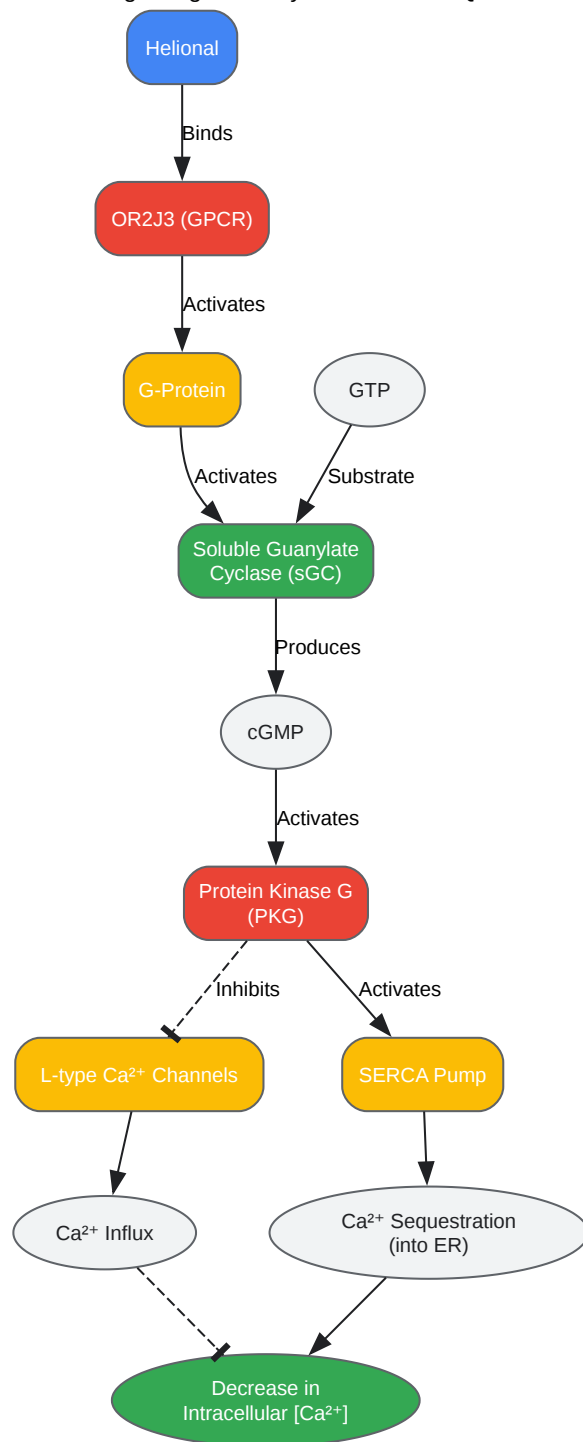 Helional
Binds
OR2J3 (GPCR)
Activates
G-Protein
GTP
Activates
Substrate
Soluble Guanylate
Cyclase (sGC)
Produces
cGMP
Activates
Protein Kinase G
(PKG)
Inhibits
Activates
L-type Ca²⁺ Channels
SERCA Pump
Ca²⁺ Influx
Ca²⁺ Sequestration
(into ER)
Decrease in
Intracellular [Ca²⁺]